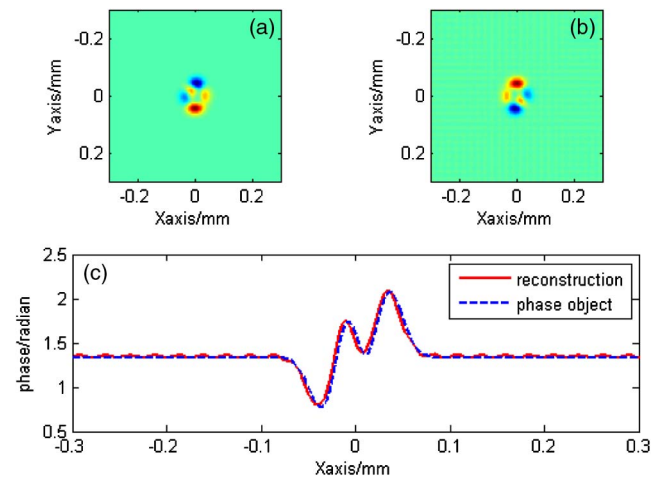 (a)
(b)
-0.2
0
0.2
Yaxis/mm
-0.2 0 0.2
Xaxis/mm
-0.2
0
0.2
Yaxis/mm
-0.2 0 0.2
Xaxis/mm
(c)
reconstruction
phase object
2.5
2
1.5
1
0.5
phase/radian
-0.3 -0.2 -0.1 0 0.1 0.2 0.3
Xaxis/mm